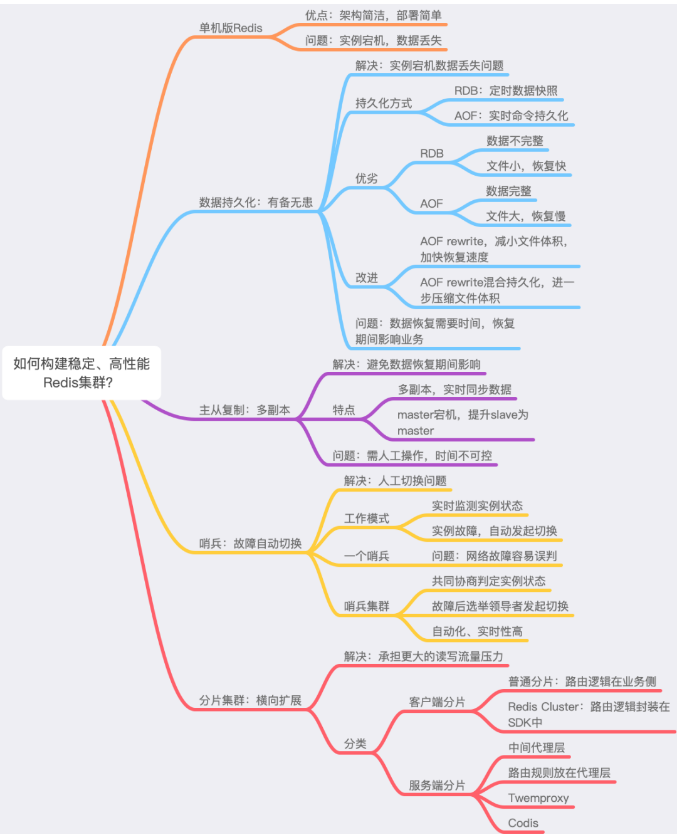 如何构建稳定、高性能
Redis集群？
单机版Redis
优点：架构简洁，部署简单
问题：实例宕机，数据丢失
数据持久化：有备无患
解决：实例宕机数据丢失问题
持久化方式
RDB：定时数据快照
AOF：实时命令持久化
优劣
RDB
数据不完整
文件小，恢复快
AOF
数据完整
文件大，恢复慢
改进
AOF rewrite，减小文件体积，
加快恢复速度
AOF rewrite混合持久化，进一
步压缩文件体积
问题：数据恢复需要时间，恢复
期间影响业务
主从复制：多副本
解决：避免数据恢复期间影响
特点
多副本，实时同步数据
master宕机，提升slave为
master
问题：需人工操作，时间不可控
哨兵：故障自动切换
解决：人工切换问题
工作模式
实时监测实例状态
实例故障，自动发起切换
一个哨兵
问题：网络故障容易误判
哨兵集群
共同协商判定实例状态
故障后选举领导者发起切换
自动化、实时性高
分片集群：横向扩展
解决：承担更大的读写流量压力
分类
客户端分片
普通分片：路由逻辑在业务侧
Redis Cluster：路由逻辑封装在
SDK中
服务端分片
中间代理层
路由规则放在代理层
Twemproxy
Codis